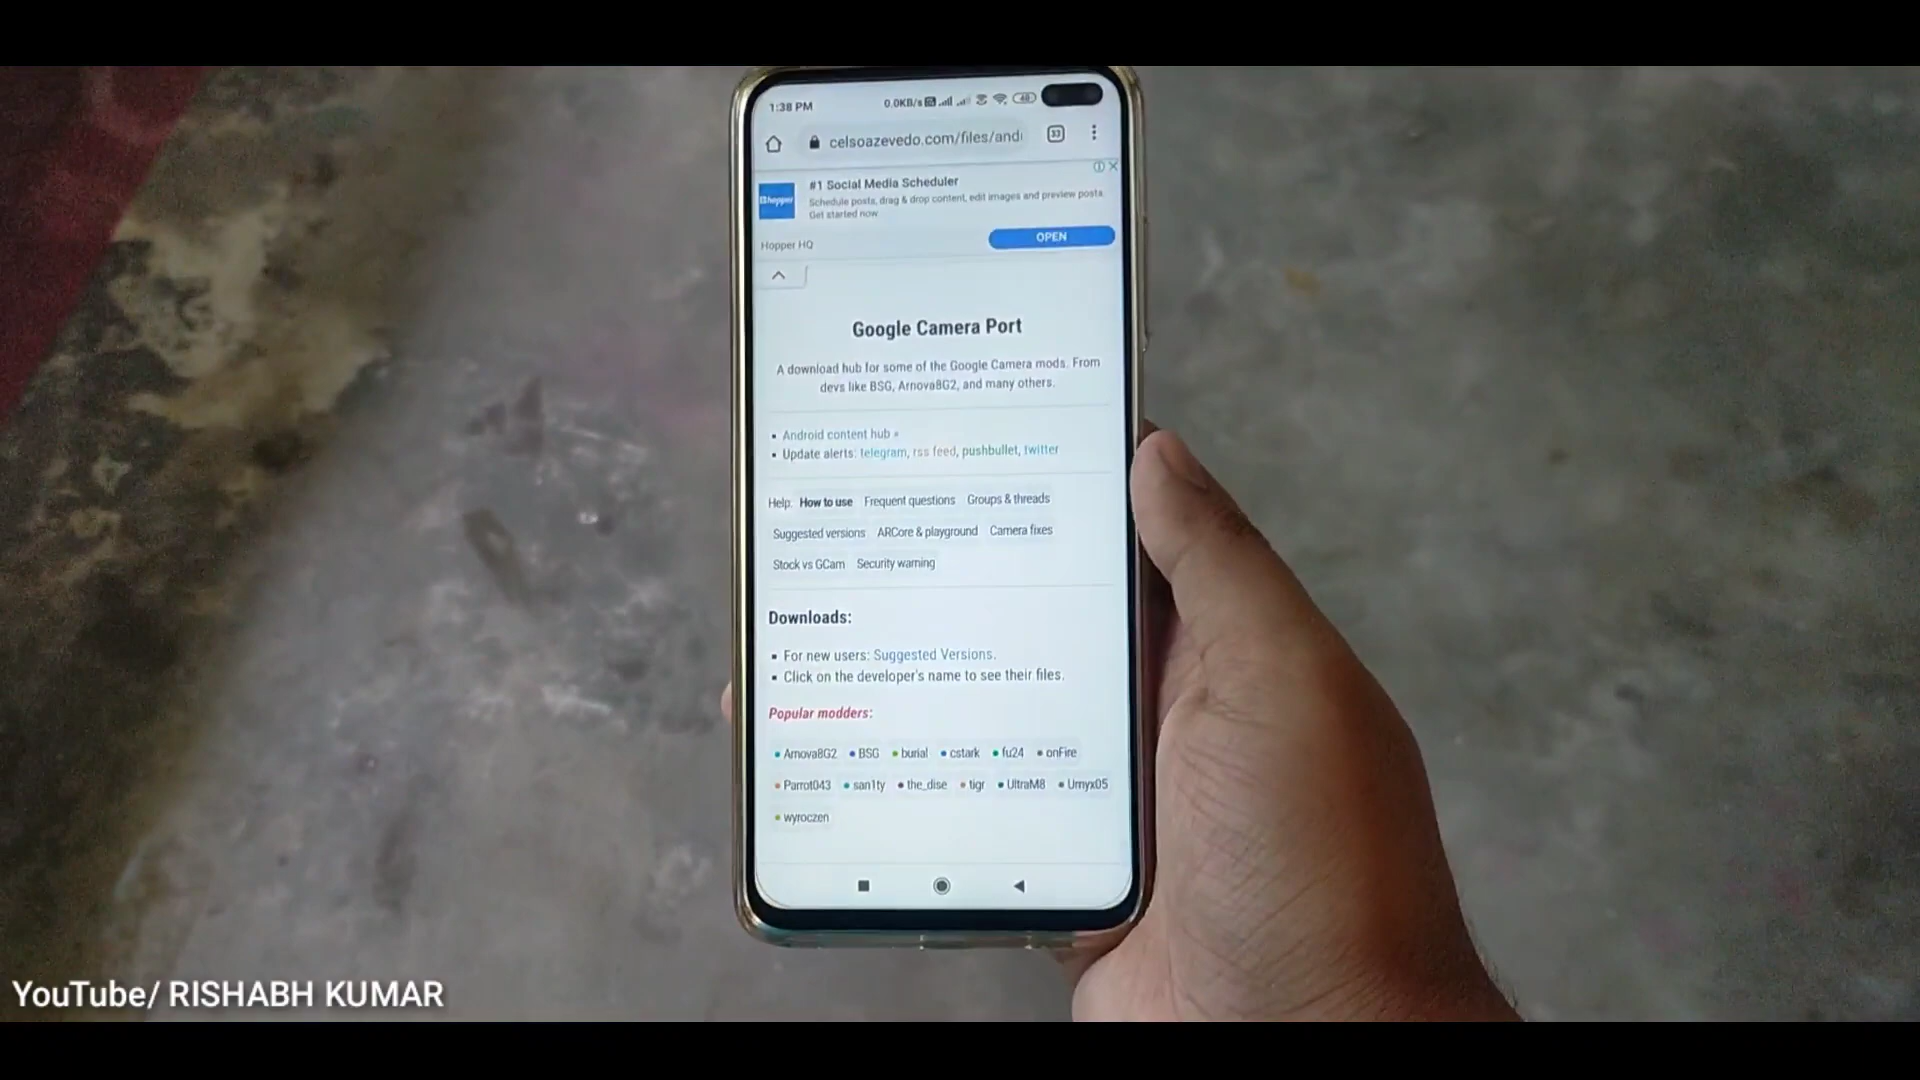 1:38 PM
0.0KB/s
48
celsoazevedo.com/files/andr
33
#1 Social Media Scheduler
Schedule posts, drag & drop content, edit images and preview posts.
Get started now
hopper
Hopper HQ
OPEN
Google Camera Port
A download hub for some of the Google Camera mods. From
devs like BSG, Arnova8G2, and many others.
Android content hub »
Update alerts: telegram, rss feed, pushbullet, twitter
Help: How to use Frequent questions Groups & threads
Suggested versions ARCore & playground Camera fixes
Stock vs GCam Security warning
Downloads:
For new users: Suggested Versions.
Click on the developer's name to see their files.
Popular modders:
Arnova8G2 BSG burial cstark fu24 onFire
Parrot043 san1ty the_dise tigr UltraM8 Urnyx05
wyroczen
YouTube/ RISHABH KUMAR